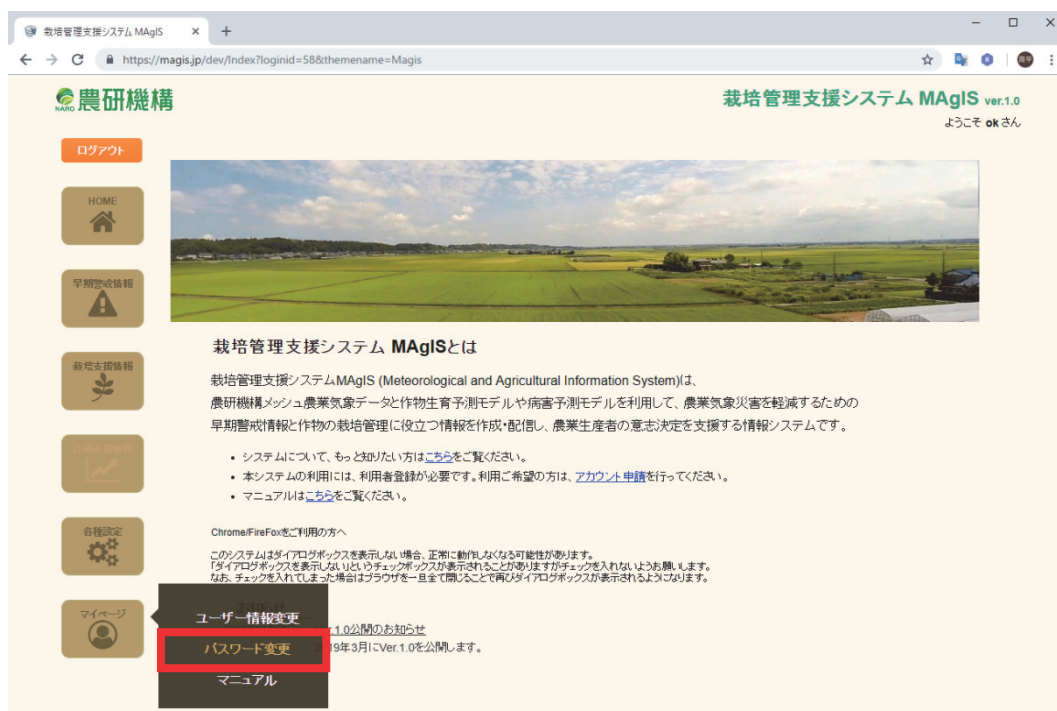 栽培管理支援システム MAgIS
https://magis.jp/dev/Index?loginid=58&themename=Magis
NARO 農研機構
栽培管理支援システム MAgIS ver.1.0
ようこそ ok さん
ログアウト
HOME
早期警戒情報
栽培支援情報
計画支援情報
各種設定
マイページ
栽培管理支援システム MAgISとは
栽培管理支援システムMAgIS (Meteorological and Agricultural Information System)は、
農研機構メッシュ農業気象データと作物生育予測モデルや病害予測モデルを利用して、農業気象災害を軽減するための
早期警戒情報と作物の栽培管理に役立つ情報を作成・配信し、農業生産者の意志決定を支援する情報システムです。
• システムについて、もっと知りたい方はこちらをご覧ください。
• 本システムの利用には、利用者登録が必要です。利用ご希望の方は、アカウント申請を行ってください。
• マニュアルはこちらをご覧ください。
Chrome/FireFoxをご利用の方へ
このシステムはダイアログボックスを表示しない場合、正常に動作しなくなる可能性があります。
「ダイアログボックスを表示しない」というチェックボックスが表示されることがありますがチェックを入れないようお願いします。
なお、チェックを入れてしまった場合はブラウザを一旦全て閉じることで再びダイアログボックスが表示されるようになります。
ユーザー情報変更
1.0公開のお知らせ
パスワード変更
19年3月にVer.1.0を公開します。
マニュアル